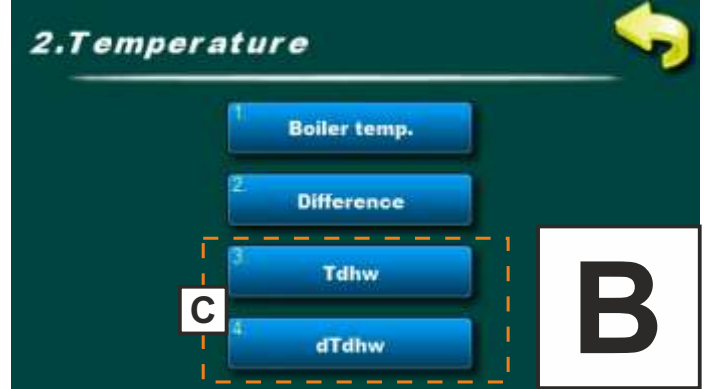 2.Temperature
1
Boiler temp.
2.
Difference
3
Tdhw
C
4
dTdhw
B